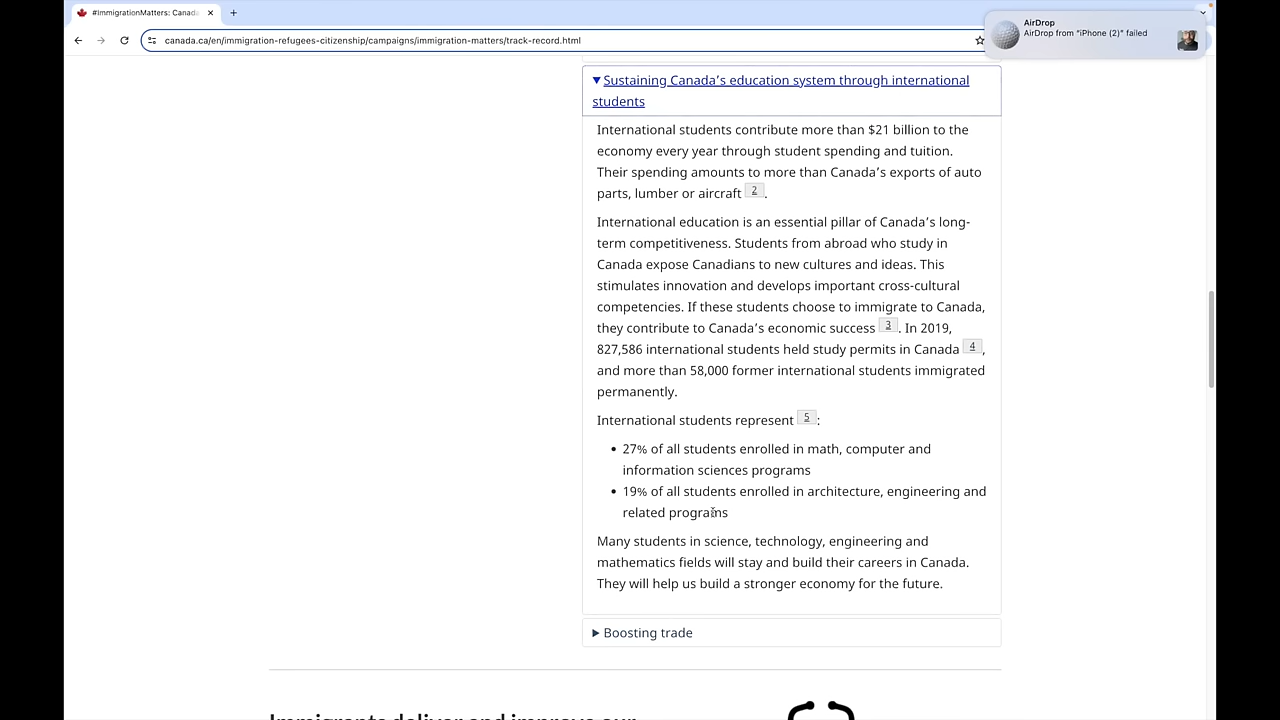 #ImmigrationMatters: Canada
AirDrop
AirDrop from "iPhone (2)" failed
canada.ca/en/immigration-refugees-citizenship/campaigns/immigration-matters/track-record.html
Sustaining Canada's education system through international
students
International students contribute more than $21 billion to the
economy every year through student spending and tuition.
Their spending amounts to more than Canada's exports of auto
parts, lumber or aircraft 2.
International education is an essential pillar of Canada's long-
term competitiveness. Students from abroad who study in
Canada expose Canadians to new cultures and ideas. This
stimulates innovation and develops important cross-cultural
competencies. If these students choose to immigrate to Canada,
they contribute to Canada's economic success 3. In 2019,
827,586 international students held study permits in Canada 4,
and more than 58,000 former international students immigrated
permanently.
International students represent 5:
• 27% of all students enrolled in math, computer and
information sciences programs
• 19% of all students enrolled in architecture, engineering and
related programs
Many students in science, technology, engineering and
mathematics fields will stay and build their careers in Canada.
They will help us build a stronger economy for the future.
Boosting trade
Immigrants deliver and improve our